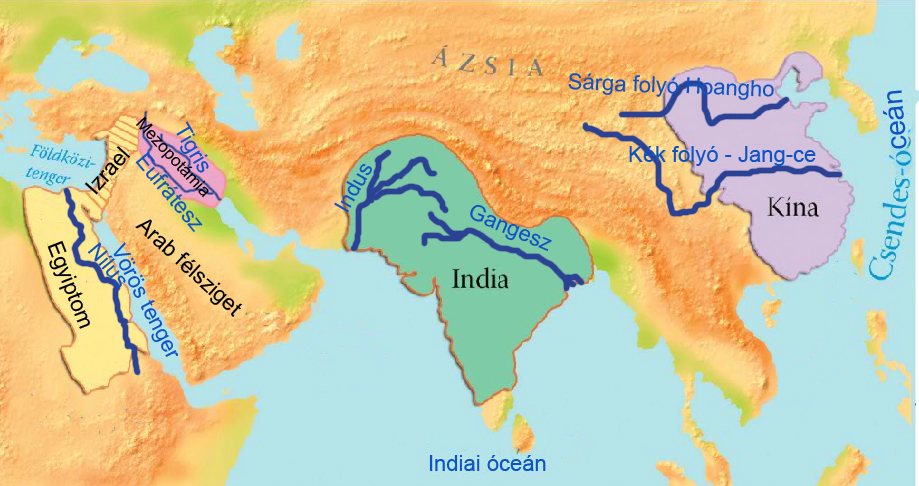 ÁZSIA
Sárga folyó Hoangho
Kék folyó - Jang-ce
Kína
Csendes-óceán
Földközi-
tenger
Izrael
Mezopotámia
Tigris
Eufrátesz
Egyiptom
Nílus
Vörös tenger
Arab félsziget
Indus
Gangesz
India
Indiai óceán